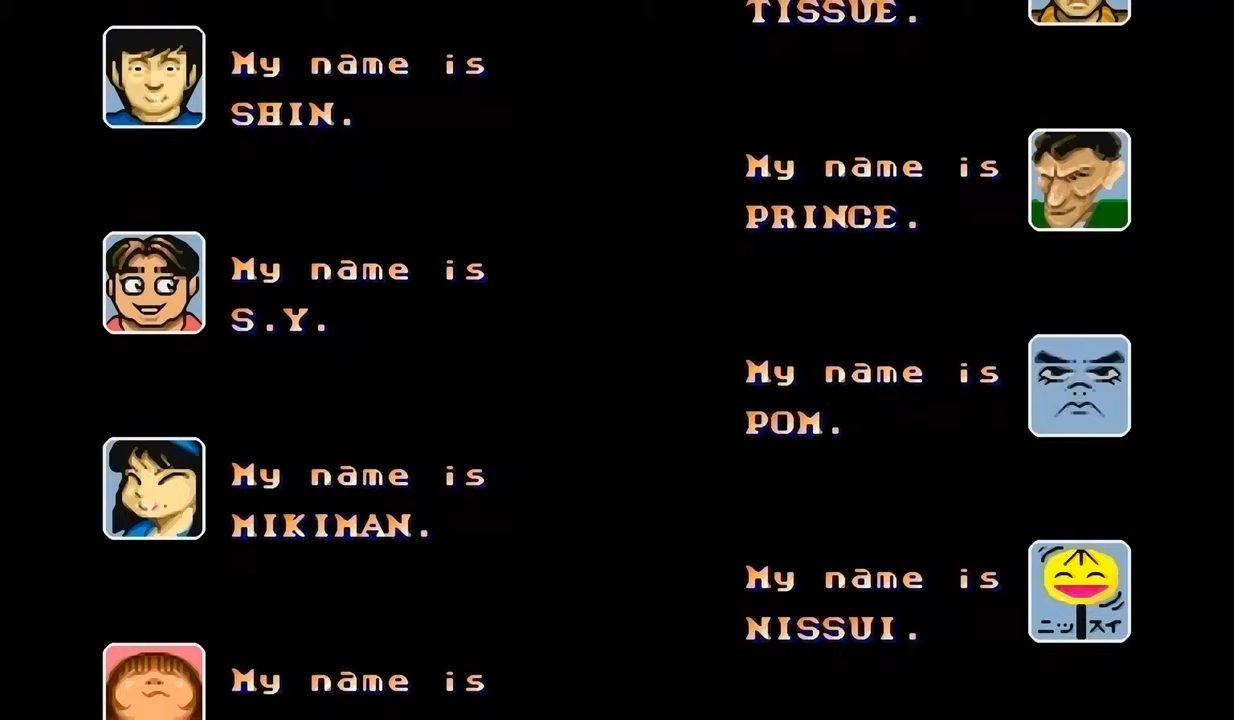 TISSUE.
My name is
SHIN.
My name is
PRINCE.
My name is
S.Y.
My name is
POM.
My name is
MIKIMAN.
My name is
NISSUI.
ニッスイ
My name is